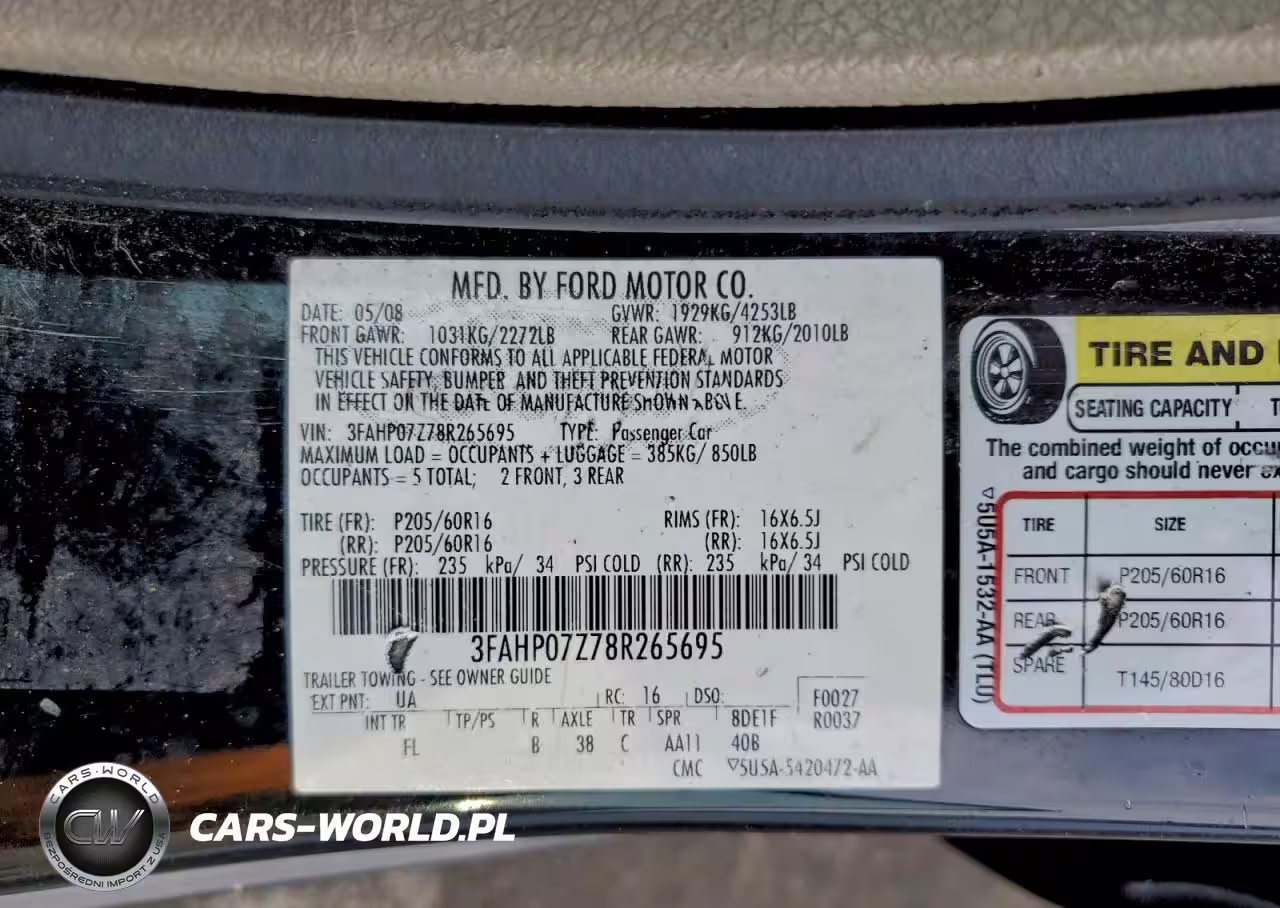 MFD. BY FORD MOTOR CO.
DATE: 05/08 GVWR: 1929KG/4253LB
FRONT GAWR: 1031KG/2272LB REAR GAWR: 912KG/2010LB
THIS VEHICLE CONFORMS TO ALL APPLICABLE FEDERAL MOTOR
VEHICLE SAFETY, BUMPER, AND THEFT PREVENTION STANDARDS
IN EFFECT ON THE DATE OF MANUFACTURE SHOWN ABOVE.
VIN: 3FAHP07Z78R265695 TYPE: Passenger Car
MAXIMUM LOAD = OCCUPANTS + LUGGAGE = 385KG/ 850LB
OCCUPANTS = 5 TOTAL; 2 FRONT, 3 REAR
TIRE (FR): P205/60R16 RIMS (FR): 16X6.5J
(RR): P205/60R16 (RR): 16X6.5J
PRESSURE (FR): 235 kPa/ 34 PSI COLD (RR): 235 kPa/ 34 PSI COLD
3FAHP07Z78R265695
TRAILER TOWING - SEE OWNER GUIDE
EXT PNT: UA RC: 16 DSO: F0027
INT TR TP/PS R AXLE TR SPR 8DE1F R0037
FL B 38 C AA11 40B
CMC ▽5U5A-5420472-AA
TIRE AND
SEATING CAPACITY
The combined weight of
and cargo should never
▽5U5A-1532-AA (TLU)
TIRE SIZE
FRONT P205/60R16
REAR P205/60R16
SPARE T145/80D16
CARS-WORLD
CW
BEZPOŚREDNI IMPORT Z USA
CARS-WORLD.PL